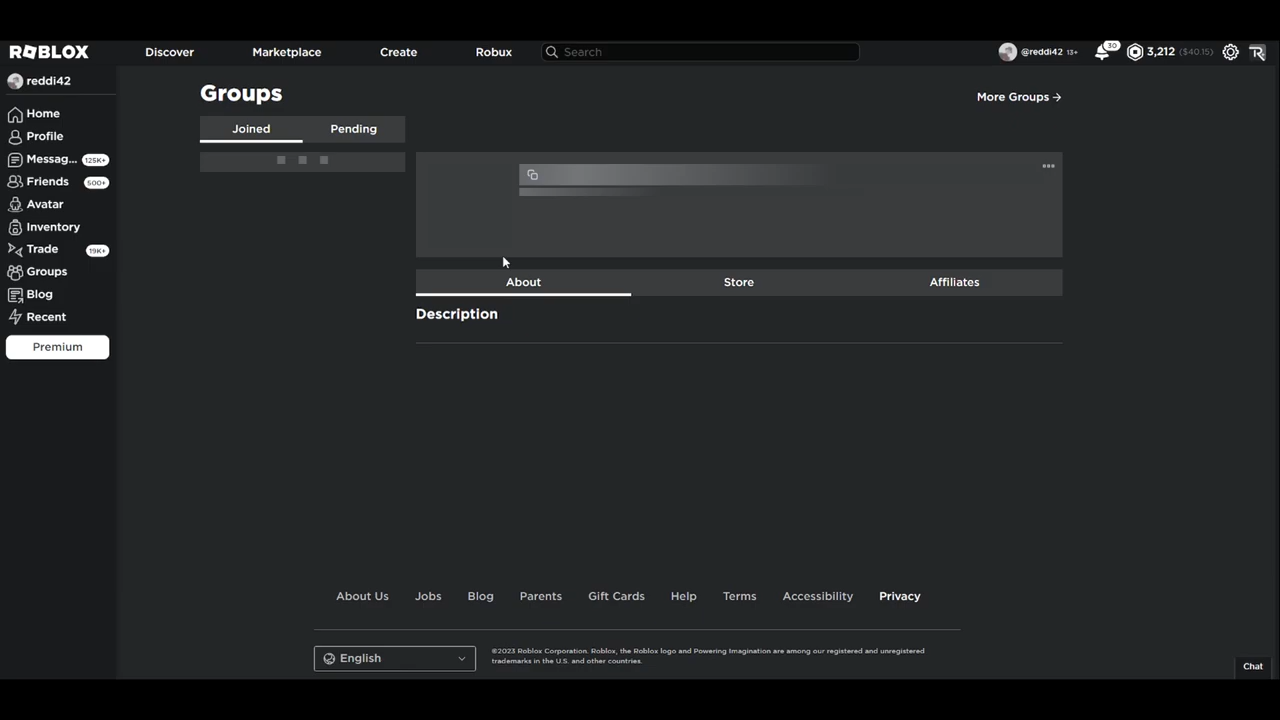 ROBLOX
Discover
Marketplace
Create
Robux
Search
@reddi42 13+
30
3,212 ($40.15)
reddi42
Home
Profile
Messag... 125K+
Friends 500+
Avatar
Inventory
Trade 19K+
Groups
Blog
Recent
Premium
Groups
More Groups →
Joined
Pending
About
Store
Affiliates
Description
About Us
Jobs
Blog
Parents
Gift Cards
Help
Terms
Accessibility
Privacy
English
©2023 Roblox Corporation. Roblox, the Roblox logo and Powering Imagination are among our registered and unregistered
trademarks in the U.S. and other countries.
Chat